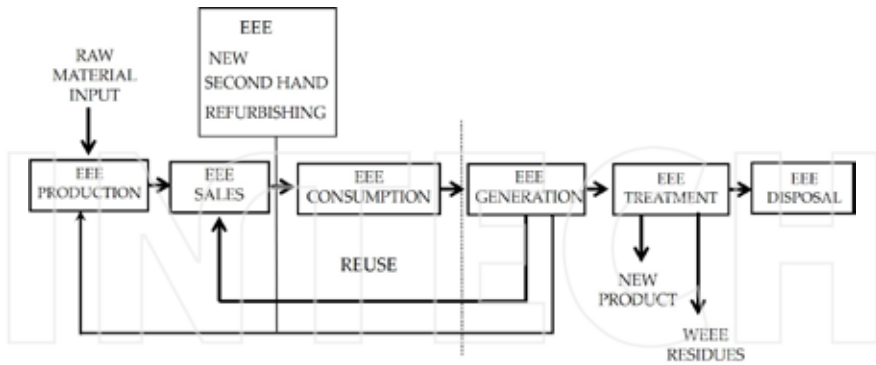 RAW
MATERIAL
INPUT
EEE
NEW
SECOND HAND
REFURBISHING
EEE
PRODUCTION
EEE
SALES
EEE
CONSUMPTION
EEE
GENERATION
EEE
TREATMENT
EEE
DISPOSAL
REUSE
NEW
PRODUCT
WEEE
RESIDUES
INTECH